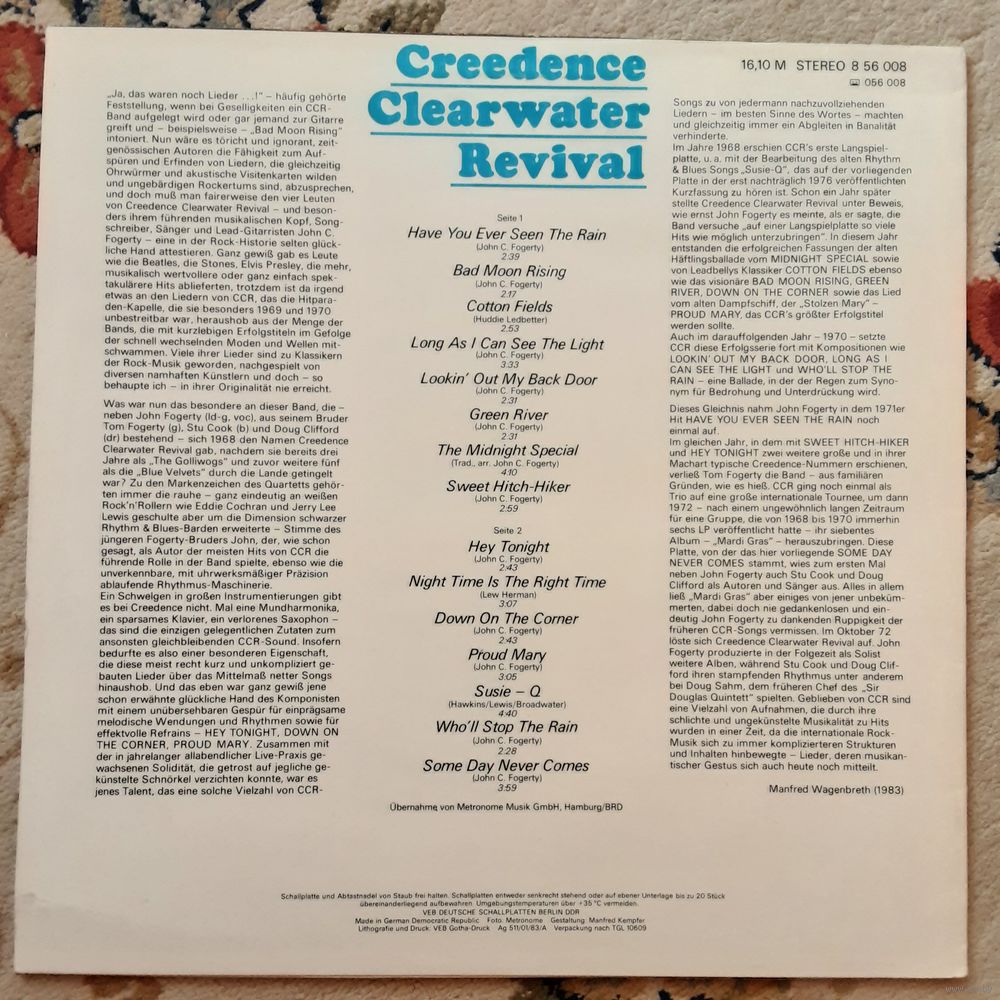 Creedence
Clearwater
Revival
16,10 M STEREO 8 56 008
056 008
„Ja, das waren noch Lieder ...!" – häufig gehörte
Feststellung, wenn bei Geselligkeiten ein CCR-
Band aufgelegt wird oder gar jemand zur Gitarre
greift und – beispielsweise – „Bad Moon Rising"
intoniert. Nun wäre es töricht und ignorant, zeit-
genössischen Autoren die Fähigkeit zum Auf-
spüren und Erfinden von Liedern, die gleichzeitig
Ohrwürmer und akustische Visitenkarten wilden
und ungebärdigen Rockertums sind, abzusprechen,
und doch muß man fairerweise den vier Leuten
von Creedence Clearwater Revival – und beson-
ders ihrem führenden musikalischen Kopf, Song-
schreiber, Sänger und Lead-Gitarristen John C.
Fogerty – eine in der Rock-Historie selten glück-
liche Hand attestieren. Ganz gewiß gab es Leute
wie die Beatles, die Stones, Elvis Presley, die mehr,
musikalisch wertvollere oder ganz einfach spek-
takulärere Hits ablieferten, trotzdem ist da irgend
etwas an den Liedern von CCR, das die Hitpara-
den-Kapelle, die sie besonders 1969 und 1970
unbestreitbar war, heraushob aus der Menge der
Bands, die mit kurzlebigen Erfolgstiteln im Gefolge
der schnell wechselnden Moden und Wellen mit-
schwammen. Viele ihrer Lieder sind zu Klassikern
der Rock-Musik geworden, nachgespielt von
diversen namhaften Künstlern und doch – so
behaupte ich – in ihrer Originalität nie erreicht.
Was war nun das besondere an dieser Band, die –
neben John Fogerty (ld-g, voc), aus seinem Bruder
Tom Fogerty (g), Stu Cook (b) und Doug Clifford
(dr) bestehend – sich 1968 den Namen Creedence
Clearwater Revival gab, nachdem sie bereits drei
Jahre als „The Golliwogs" und zuvor weitere fünf
als die „Blue Velvets" durch die Lande getingelt
war? Zu den Markenzeichen des Quartetts gehör-
ten immer die rauhe – ganz eindeutig an weißen
Rock'n'Rollern wie Eddie Cochran und Jerry Lee
Lewis geschulte aber um die Dimension schwarzer
Rhythm & Blues-Barden erweiterte – Stimme des
jüngeren Fogerty-Bruders John, der, wie schon
gesagt, als Autor der meisten Hits von CCR die
führende Rolle in der Band spielte, ebenso wie die
unverkennbare, mit uhrwerksmäßiger Präzision
ablaufende Rhythmus-Maschinerie.
Ein Schwelgen in großen Instrumentierungen gibt
es bei Creedence nicht. Mal eine Mundharmonika,
ein sparsames Klavier, ein verlorenes Saxophon –
das sind die einzigen gelegentlichen Zutaten zum
ansonsten gleichbleibenden CCR-Sound. Insofern
bedurfte es also einer besonderen Eigenschaft,
die diese meist recht kurz und unkompliziert ge-
bauten Lieder über das Mittelmaß netter Songs
hinaushob. Und das eben war ganz gewiß jene
schon erwähnte glückliche Hand des Komponisten
mit einem unübersehbaren Gespür für einprägsame
melodische Wendungen und Rhythmen sowie für
effektvolle Refrains – HEY TONIGHT, DOWN ON
THE CORNER, PROUD MARY. Zusammen mit
der in jahrelanger allabendlicher Live-Praxis ge-
wachsenen Solidität, die getrost auf jegliche ge-
künstelte Schnörkel verzichten konnte, war es
jenes Talent, das eine solche Vielzahl von CCR-
Seite 1
Have You Ever Seen The Rain
(John C. Fogerty)
2:39
Bad Moon Rising
(John C. Fogerty)
2:17
Cotton Fields
(Huddie Ledbetter)
2:53
Long As I Can See The Light
(John C. Fogerty)
3:33
Lookin' Out My Back Door
(John C. Fogerty)
2:31
Green River
(John C. Fogerty)
2:31
The Midnight Special
(Trad., arr. John C. Fogerty)
4:10
Sweet Hitch-Hiker
(John C. Fogerty)
2:59
Seite 2
Hey Tonight
(John C. Fogerty)
2:43
Night Time Is The Right Time
(Lew Herman)
3:07
Down On The Corner
(John C. Fogerty)
2:43
Proud Mary
(John C. Fogerty)
3:05
Susie – Q
(Hawkins/Lewis/Broadwater)
4:40
Who'll Stop The Rain
(John C. Fogerty)
2:28
Some Day Never Comes
(John C. Fogerty)
3:59
Übernahme von Metronome Musik GmbH, Hamburg/BRD
Songs zu von jedermann nachzuvollziehenden
Liedern – im besten Sinne des Wortes – machten
und gleichzeitig immer ein Abgleiten in Banalität
verhinderte.
Im Jahre 1968 erschien CCR's erste Langspiel-
platte, u. a. mit der Bearbeitung des alten Rhythm
& Blues Songs „Susie-Q", das auf der vorliegenden
Platte in der erst nachträglich 1976 veröffentlichten
Kurzfassung zu hören ist. Schon ein Jahr später
stellte Creedence Clearwater Revival unter Beweis,
wie ernst John Fogerty es meinte, als er sagte, die
Band versuche „auf einer Langspielplatte so viele
Hits wie möglich unterzubringen". In diesem Jahr
entstanden die erfolgreichen Fassungen der alten
Häftlingsballade vom MIDNIGHT SPECIAL sowie
von Leadbellys Klassiker COTTON FIELDS ebenso
wie das visionäre BAD MOON RISING, GREEN
RIVER, DOWN ON THE CORNER sowie das Lied
vom alten Dampfschiff, der „Stolzen Mary" –
PROUD MARY, das CCR's größter Erfolgstitel
werden sollte.
Auch im darauffolgenden Jahr – 1970 – setzte
CCR diese Erfolgsserie fort mit Kompositionen wie
LOOKIN' OUT MY BACK DOOR, LONG AS I
CAN SEE THE LIGHT und WHO'LL STOP THE
RAIN – eine Ballade, in der der Regen zum Syno-
nym für Bedrohung und Unterdrückung wird.
Dieses Gleichnis nahm John Fogerty in dem 1971er
Hit HAVE YOU EVER SEEN THE RAIN noch
einmal auf.
Im gleichen Jahr, in dem mit SWEET HITCH-HIKER
und HEY TONIGHT zwei weitere große und in ihrer
Machart typische Creedence-Nummern erschienen,
verließ Tom Fogerty die Band – aus familiären
Gründen, wie es hieß. CCR ging noch einmal als
Trio auf eine große internationale Tournee, um dann
1972 – nach einem ungewöhnlich langen Zeitraum
für eine Gruppe, die von 1968 bis 1970 immerhin
sechs LP veröffentlicht hatte – ihr siebentes
Album – „Mardi Gras" – herauszubringen. Diese
Platte, von der das hier vorliegende SOME DAY
NEVER COMES stammt, wies zum ersten Mal
neben John Fogerty auch Stu Cook und Doug
Clifford als Autoren und Sänger aus. Alles in allem
ließ „Mardi Gras" aber einiges von jener unbeküm-
merten, dabei doch nie gedankenlosen und ein-
deutig John Fogerty zu dankenden Ruppigkeit der
früheren CCR-Songs vermissen. Im Oktober 72
löste sich Creedence Clearwater Revival auf. John
Fogerty produzierte in der Folgezeit als Solist
weitere Alben, während Stu Cook und Doug Clif-
ford ihren stampfenden Rhythmus unter anderem
bei Doug Sahm, dem früheren Chef des „Sir
Douglas Quintett" spielten. Geblieben von CCR sind
eine Vielzahl von Aufnahmen, die durch ihre
schlichte und ungekünstelte Musikalität zu Hits
wurden in einer Zeit, da die internationale Rock-
Musik sich zu immer komplizierteren Strukturen
und Inhalten hinbewegte – Lieder, deren musikan-
tischer Gestus sich auch heute noch mitteilt.
Manfred Wagenbreth (1983)
Schallplatte und Abtastnadel von Staub frei halten. Schallplatten entweder senkrecht stehend oder auf ebener Unterlage bis zu 20 Stück
übereinanderliegend aufbewahren. Umgebungstemperaturen über +35 °C vermeiden.
VEB DEUTSCHE SCHALLPLATTEN BERLIN DDR
Made in German Democratic Republic Foto: Metronome Gestaltung: Manfred Kempfer
Lithografie und Druck: VEB Gotha-Druck Ag 511/01/83/A Verpackung nach TGL 10609